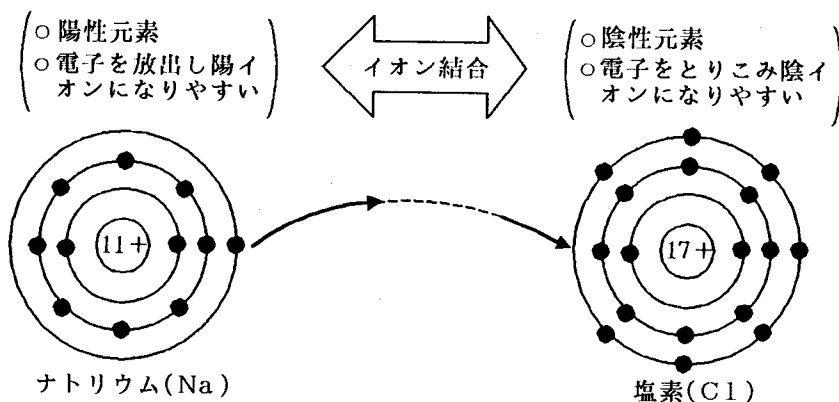 ○陽性元素
○電子を放出し陽イ
オンになりやすい
イオン結合
○陰性元素
○電子をとりこみ陰イ
オンになりやすい
11+
17+
ナトリウム(Na)
塩素(Cl)